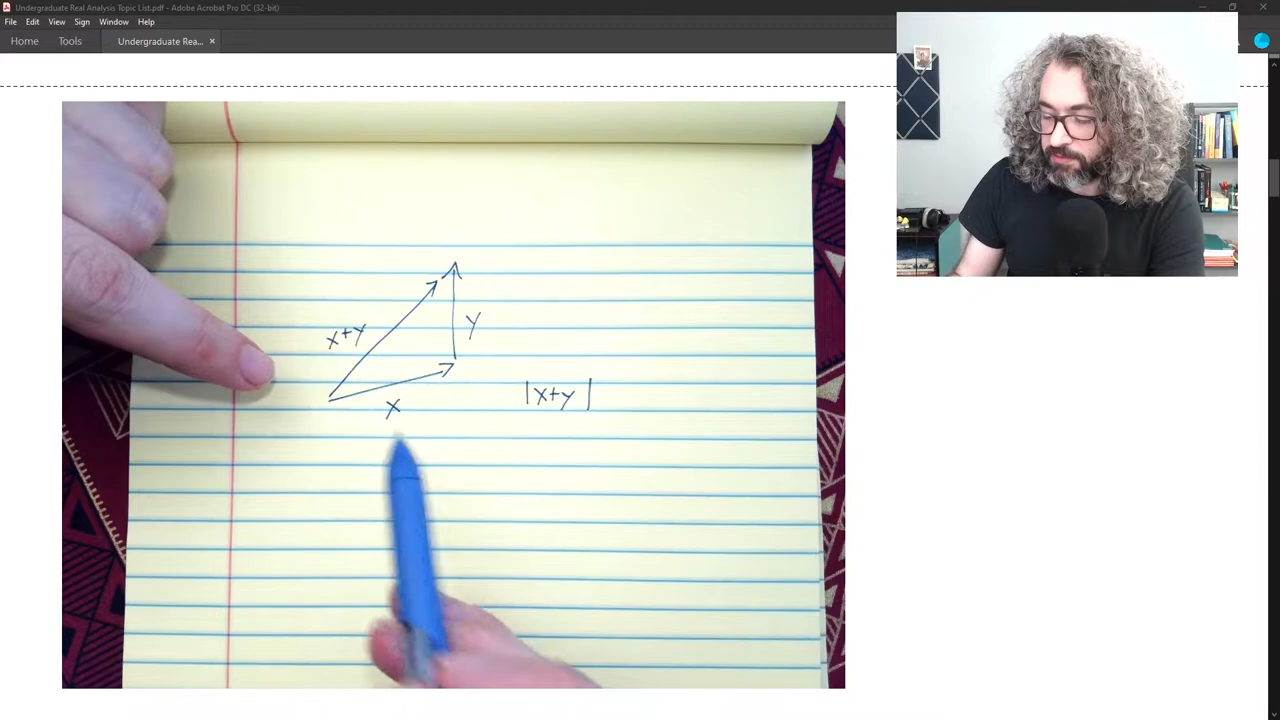 Undergraduate Real Analysis Topic List.pdf - Adobe Acrobat Pro DC (32-bit)
File Edit View Sign Window Help
Home Tools Undergraduate Rea... ×
x+y
y
x
|x+y|